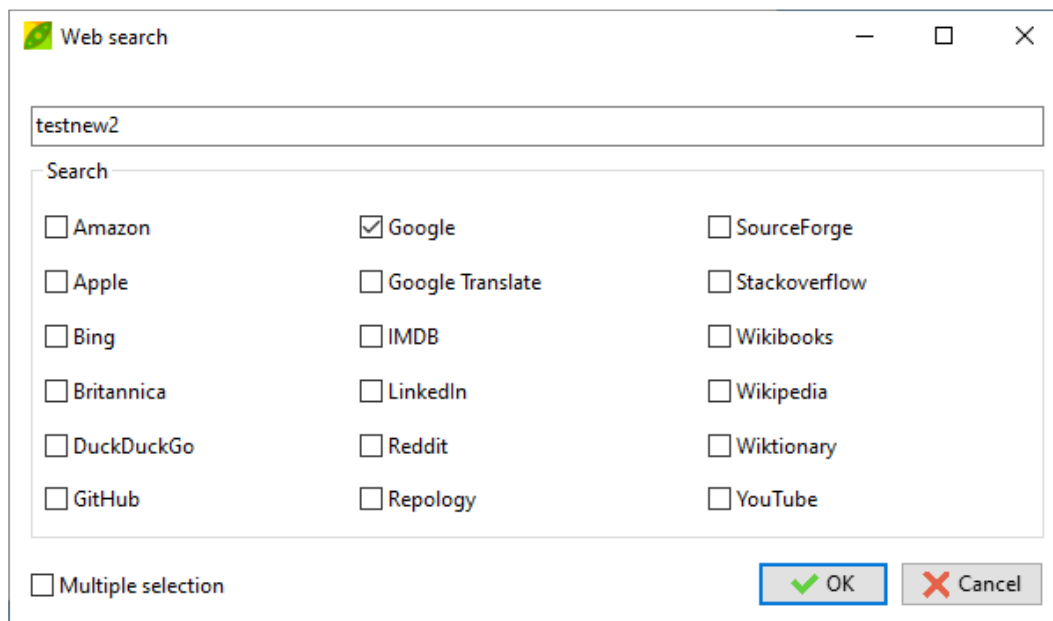 Web search
testnew2
Search
Amazon Google SourceForge
Apple Google Translate Stackoverflow
Bing IMDB Wikibooks
Britannica LinkedIn Wikipedia
DuckDuckGo Reddit Wiktionary
GitHub Repology YouTube
Multiple selection OK Cancel